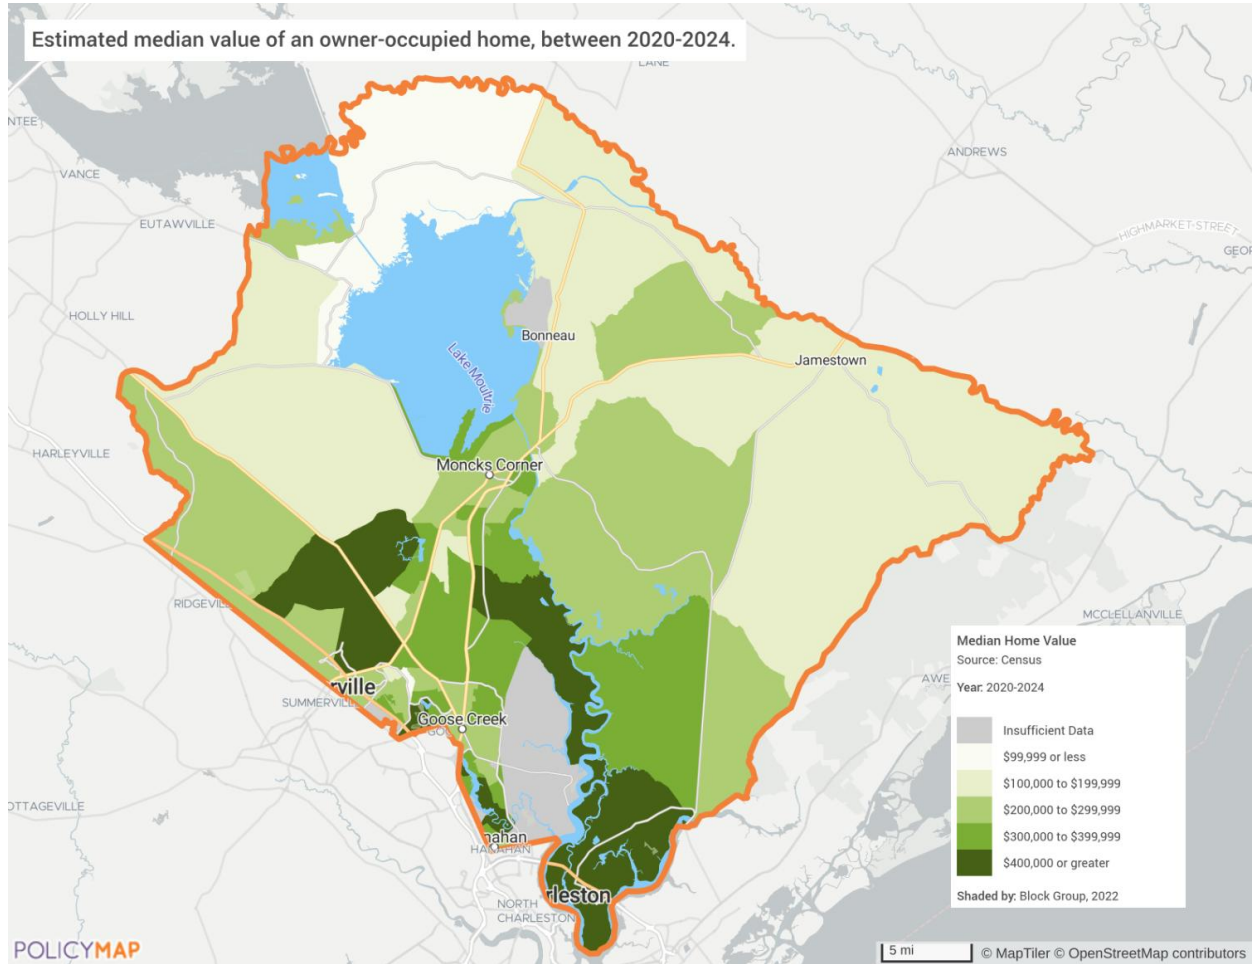 Estimated median value of an owner-occupied home, between 2020-2024.
LANE
NTEE
VANCE
ANDREWS
EUTAWVILLE
HIGHMARKET-STREET
GEOR
HOLLY HILL
Bonneau
Lake Moultrie
Jamestown
HARLEYVILLE
Moncks Corner
RIDGEVILL
MCCLELLANVILLE
rville
SUMMERVILLE
Goose Creek
GOO
AWE
OTTAGEVILLE
nahan
HANAHAN
rleston
NORTH
CHARLESTON
Median Home Value
Source: Census
Year: 2020-2024
Insufficient Data
$99,999 or less
$100,000 to $199,999
$200,000 to $299,999
$300,000 to $399,999
$400,000 or greater
Shaded by: Block Group, 2022
POLICYMAP
5 mi
© MapTiler © OpenStreetMap contributors